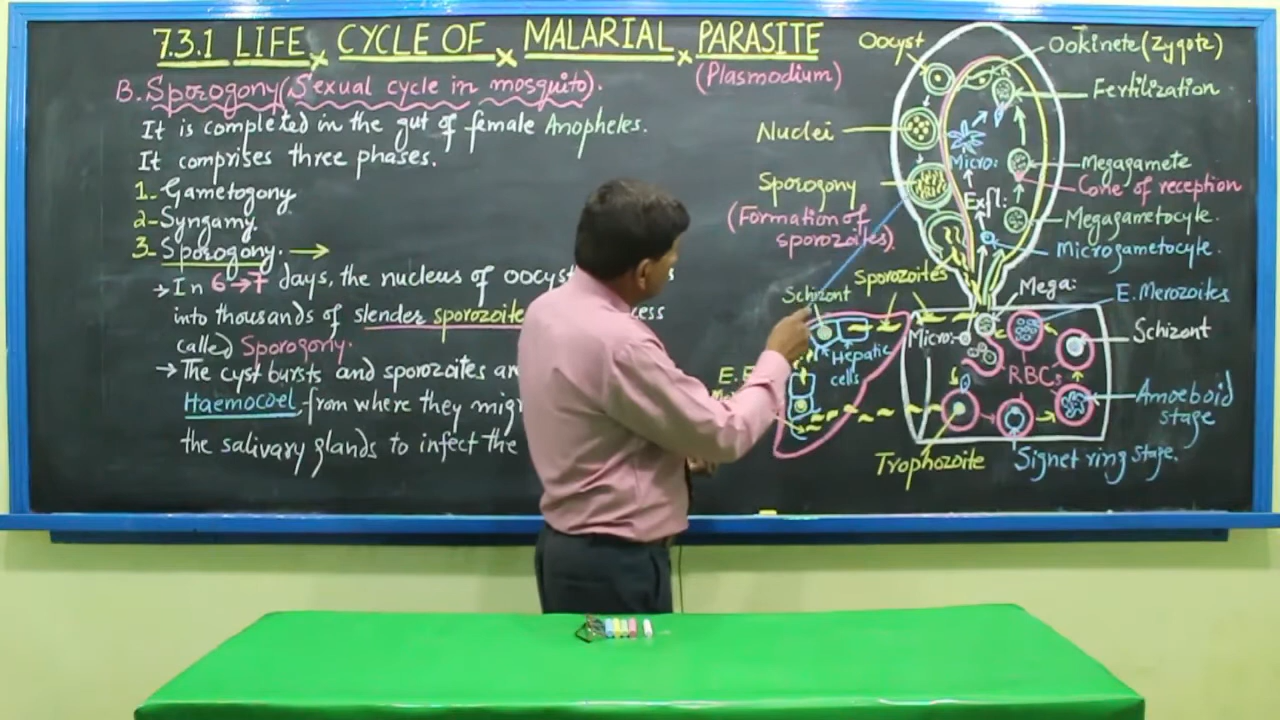 7.3.1 LIFE CYCLE OF MALARIAL PARASITE
(Plasmodium)
B. Sporogony (Sexual cycle in mosquito).
It is completed in the gut of female Anopheles.
It comprises three phases.
1- Gametogony
2- Syngamy
3- Sporogony. →
→ In 6→7 days, the nucleus of oocyst
into thousands of slender sporozoite
called Sporogony.
→ The cyst bursts and sporozoites
Haemocoel, from where they
the salivary glands to infect the
Oocyst
Ookinete (Zygote)
Fertilization
Nuclei
Micro:
Megagamete
Cone of reception
Sporogony
(Formation of
sporozoites).
Exfl:
Megagametocyte.
Microgametocyte.
Sporozoites
Schizont
Mega:
E. Merozoites
Micro:
Schizont
Hepatic
cells
RBCs
Amoeboid
stage
Trophozoite
Signet ring stage.